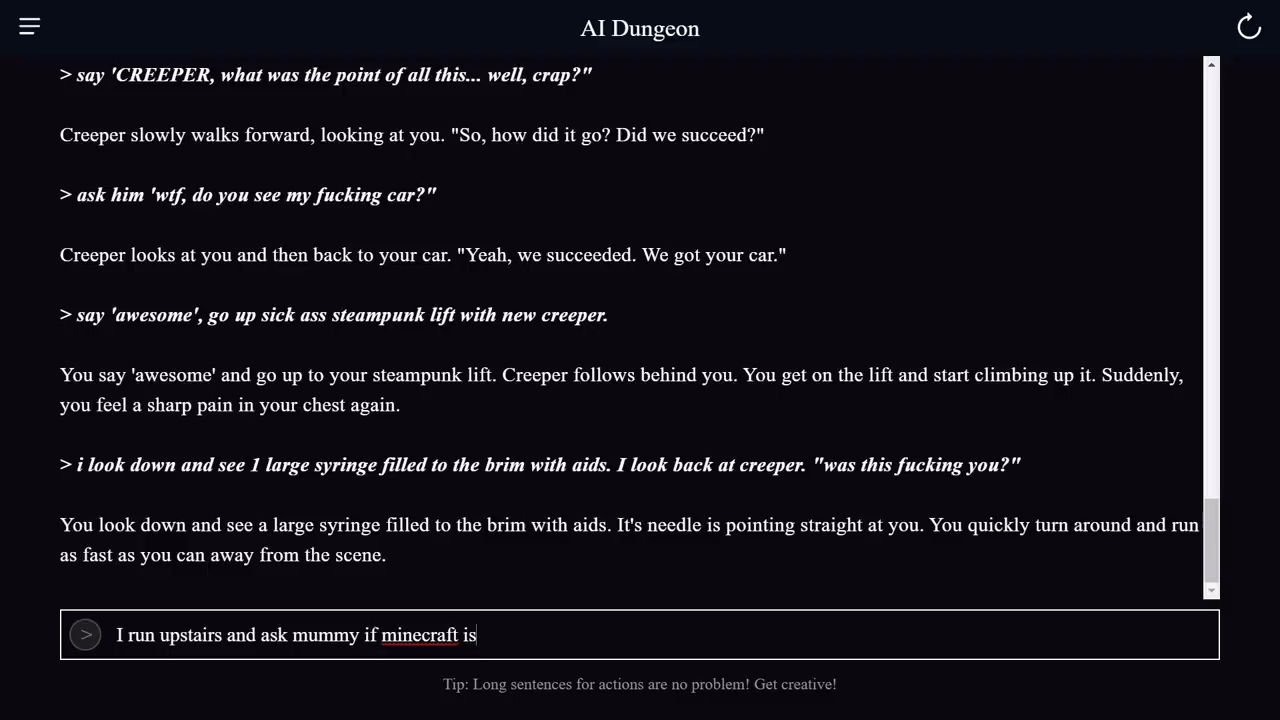 AI Dungeon
> say 'CREEPER, what was the point of all this... well, crap?"
Creeper slowly walks forward, looking at you. "So, how did it go? Did we succeed?"
> ask him 'wtf, do you see my fucking car?"
Creeper looks at you and then back to your car. "Yeah, we succeeded. We got your car."
> say 'awesome', go up sick ass steampunk lift with new creeper.
You say 'awesome' and go up to your steampunk lift. Creeper follows behind you. You get on the lift and start climbing up it. Suddenly,
you feel a sharp pain in your chest again.
> i look down and see 1 large syringe filled to the brim with aids. I look back at creeper. "was this fucking you?"
You look down and see a large syringe filled to the brim with aids. It's needle is pointing straight at you. You quickly turn around and run
as fast as you can away from the scene.
> I run upstairs and ask mummy if minecraft is
Tip: Long sentences for actions are no problem! Get creative!